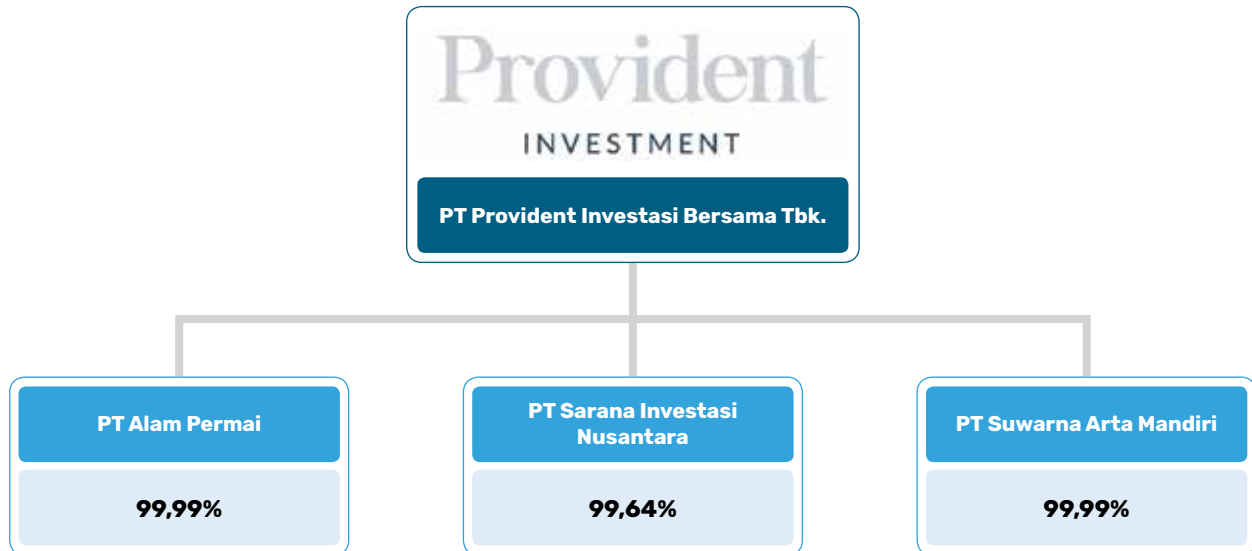 Provident
INVESTMENT
PT Provident Investasi Bersama Tbk.
PT Alam Permai
99,99%
PT Sarana Investasi
Nusantara
99,64%
PT Suwarna Arta Mandiri
99,99%